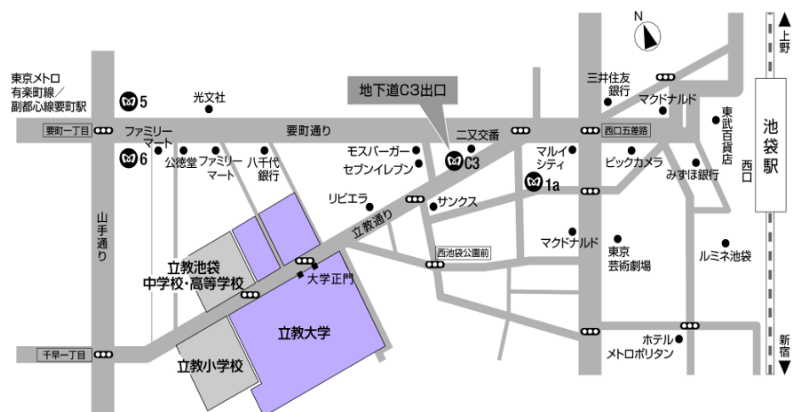 N
上野
東京メトロ
有楽町線／
副都心線要町駅
5
光文社
地下道C3出口
三井住友
銀行
マクドナルド
東武百貨店
池袋駅
西口
要町一丁目
ファミリー
マート
要町通り
二又交番
西口五差路
6
公徳堂
ファミリー
マート
八千代
銀行
モスバーガー
セブンイレブン
C3
マルイ
シティ
ビックカメラ
みずほ銀行
1a
山手通り
リビエラ
立教通り
サンクス
西池袋公園前
マクドナルド
東京
芸術劇場
ルミネ池袋
立教池袋
中学校・高等学校
大学正門
立教大学
立教小学校
千早一丁目
ホテル
メトロポリタン
新宿